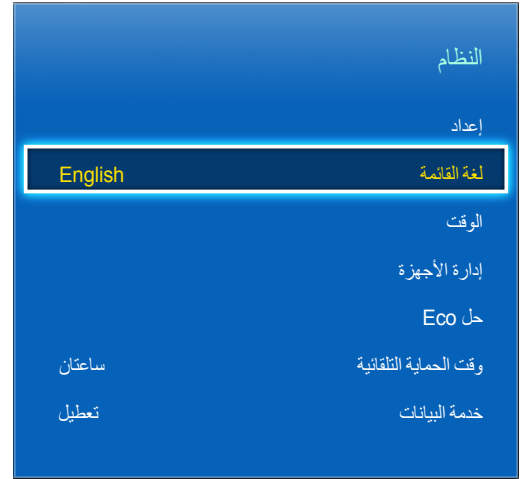 النظام
إعداد
لغة القائمة English
الوقت
إدارة الأجهزة
حل Eco
وقت الحماية التلقائية ساعتان
خدمة البيانات تعطيل